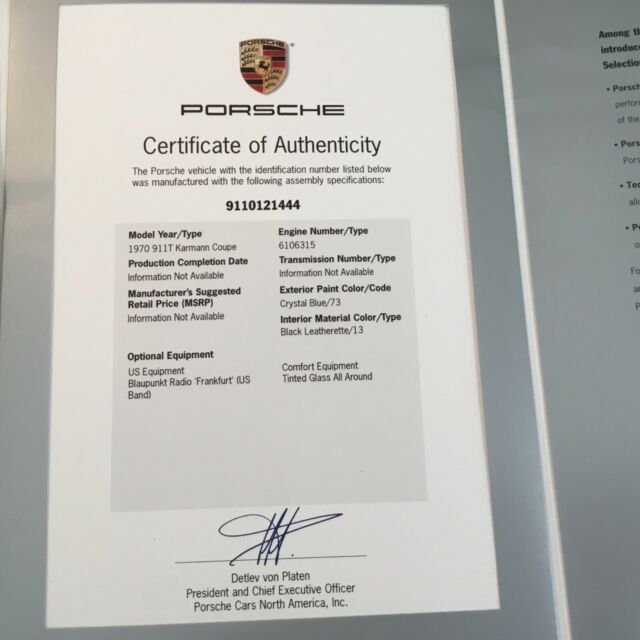 PORSCHE
PORSCHE
Certificate of Authenticity
The Porsche vehicle with the identification number listed below
was manufactured with the following assembly specifications:
9110121444
Model Year/Type
1970 911T Karmann Coupe
Production Completion Date
Information Not Available
Manufacturer's Suggested
Retail Price (MSRP)
Information Not Available
Engine Number/Type
6106315
Transmission Number/Type
Information Not Available
Exterior Paint Color/Code
Crystal Blue/73
Interior Material Color/Type
Black Leatherette/13
Optional Equipment
US Equipment
Blaupunkt Radio 'Frankfurt' (US
Band)
Comfort Equipment
Tinted Glass All Around
Detlev von Platen
President and Chief Executive Officer
Porsche Cars North America, Inc.
Among
introduc
Selectio
• Porsch
perfor
of the
• Pors
Pors
• Tec
allo
• P
o
Fo
a
P